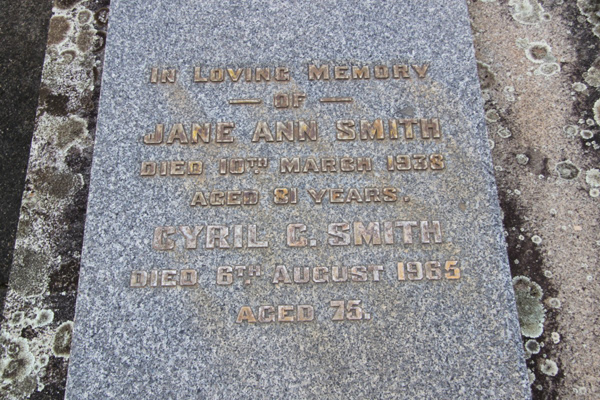 IN LOVING MEMORY
— OF —
JANE ANN SMITH
DIED 10TH MARCH 1938
AGED 81 YEARS.
CYRIL C. SMITH
DIED 6TH AUGUST 1965
AGED 75.